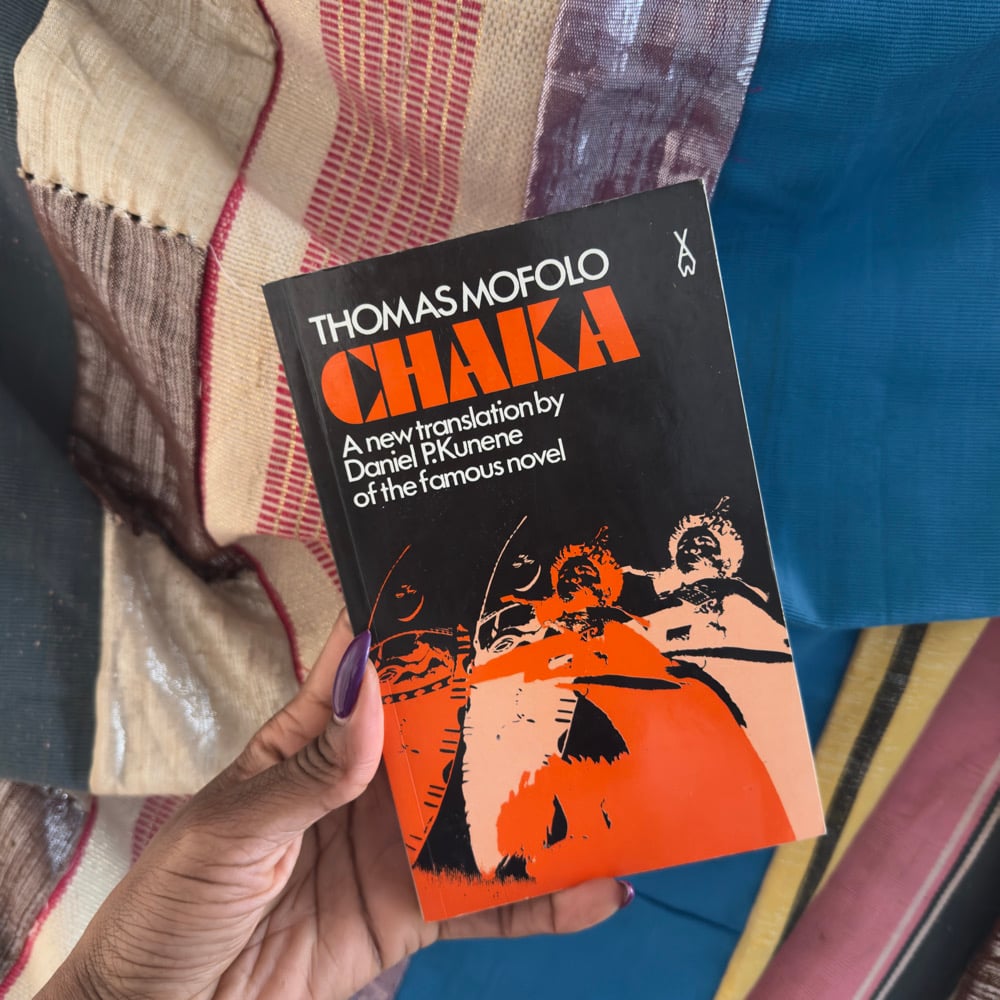 THOMAS MOFOLO
CHAKA
A new translation by
Daniel P. Kunene
of the famous novel